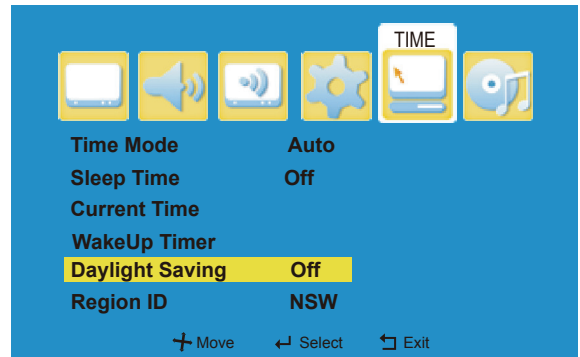 TIME
Time Mode Auto
Sleep Time Off
Current Time
WakeUp Timer
Daylight Saving Off
Region ID NSW
Move Select Exit